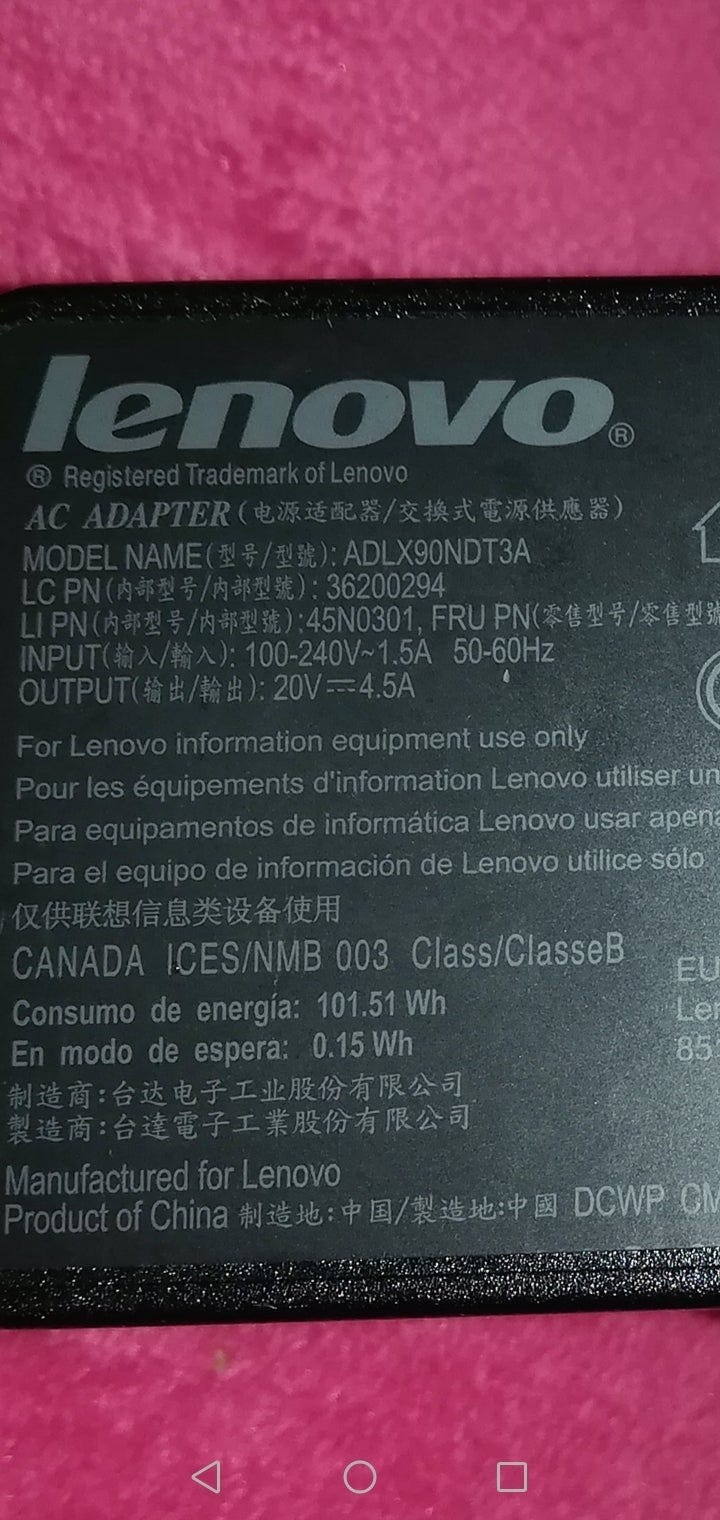 lenovo®
® Registered Trademark of Lenovo
AC ADAPTER(电源适配器/交換式電源供應器)
MODEL NAME(型号/型號): ADLX90NDT3A
LC PN(内部型号/内部型號): 36200294
LI PN(内部型号/内部型號):45N0301, FRU PN(零售型号/零售型號
INPUT(输入/輸入): 100-240V~1.5A 50-60Hz
OUTPUT(输出/輸出): 20V⎓4.5A
For Lenovo information equipment use only
Pour les équipements d'information Lenovo utiliser un
Para equipamentos de informática Lenovo usar apena
Para el equipo de información de Lenovo utilice sólo
仅供联想信息类设备使用
CANADA ICES/NMB 003 Class/ClasseB
EU
Consumo de energía: 101.51 Wh
Len
En modo de espera: 0.15 Wh
85
制造商:台达电子工业股份有限公司
製造商:台達電子工業股份有限公司
Manufactured for Lenovo
Product of China 制造地:中国/製造地:中國 DCWP CM